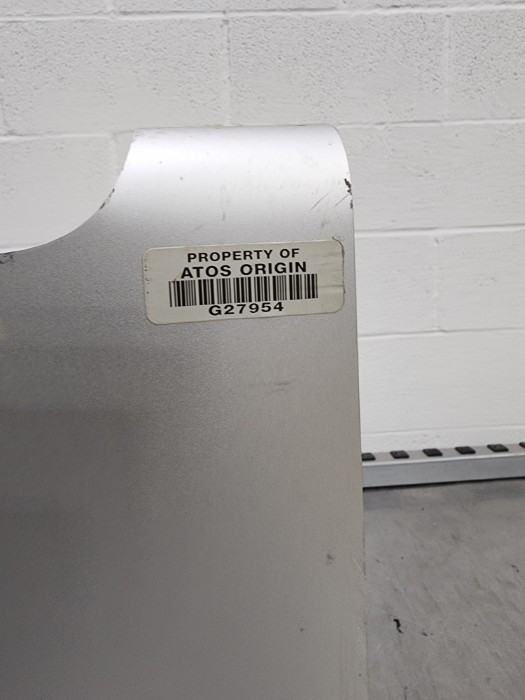 PROPERTY OF
ATOS ORIGIN
G27954